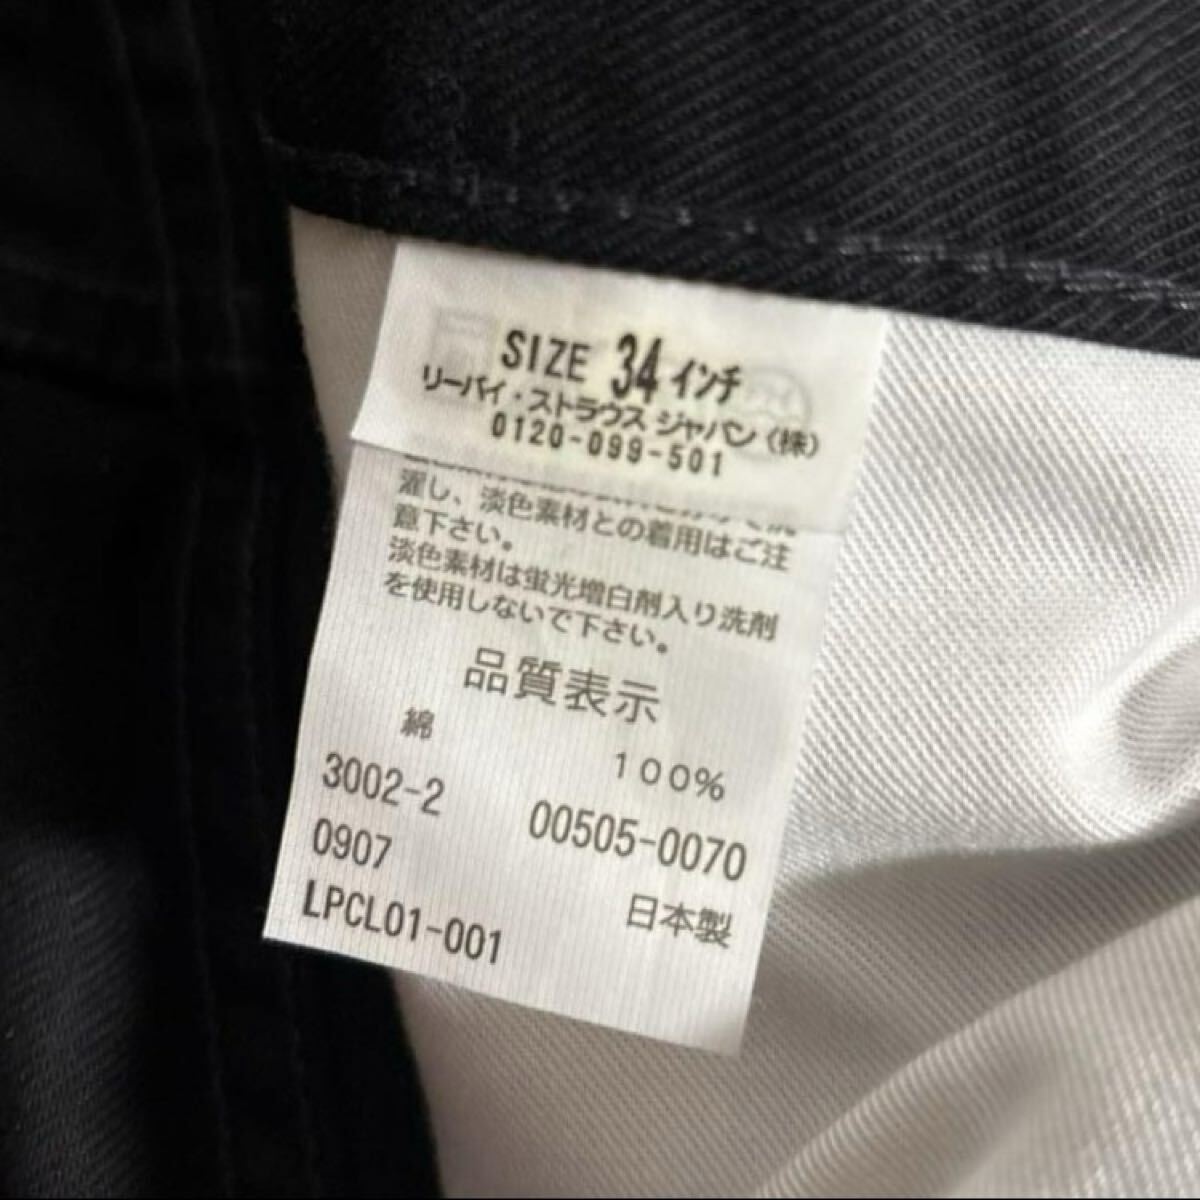 SIZE 34 インチ
リーバイ・ストラウス ジャパン(株)
0120-099-501
濯し、淡色素材との着用はご注
意下さい。
淡色素材は蛍光増白剤入り洗剤
を使用しないで下さい。
品質表示
綿 100%
3002-2 00505-0070
0907 日本製
LPCL01-001